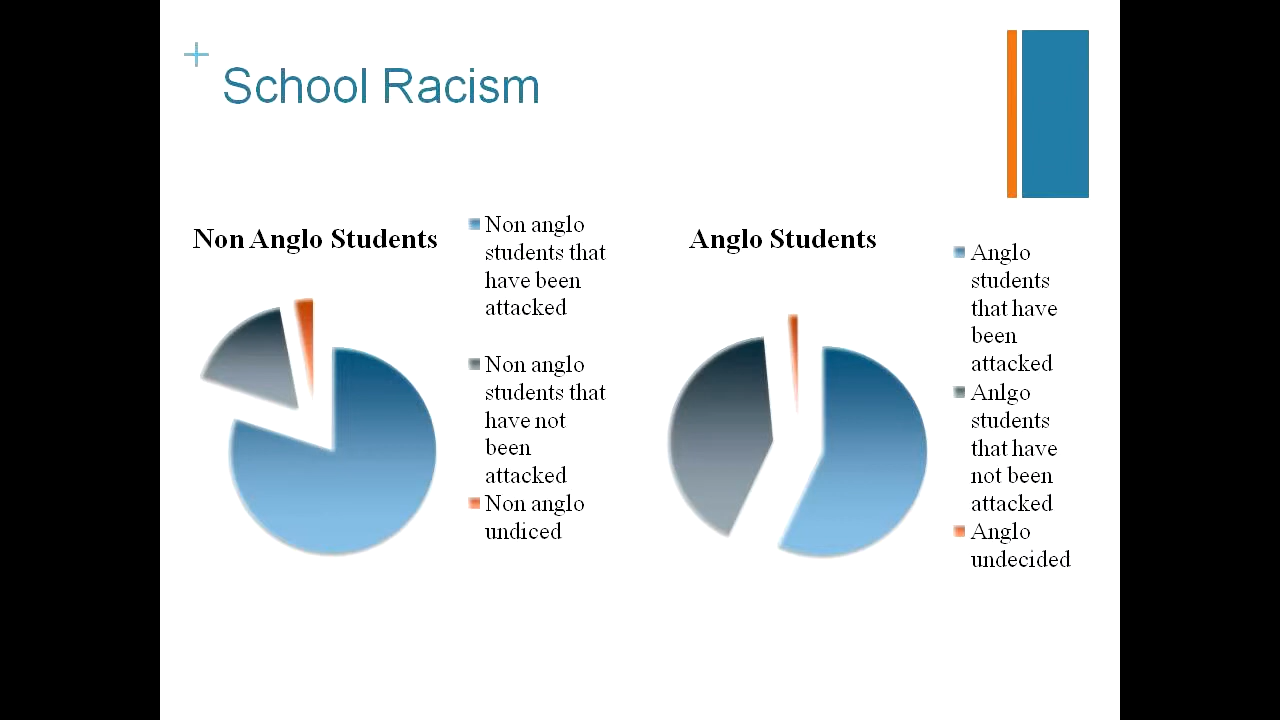 +
School Racism
Non Anglo Students
Non anglo
students that
have been
attacked
Non anglo
students that
have not
been
attacked
Non anglo
undiced
Anglo Students
Anglo
students
that have
been
attacked
Anlgo
students
that have
not been
attacked
Anglo
undecided